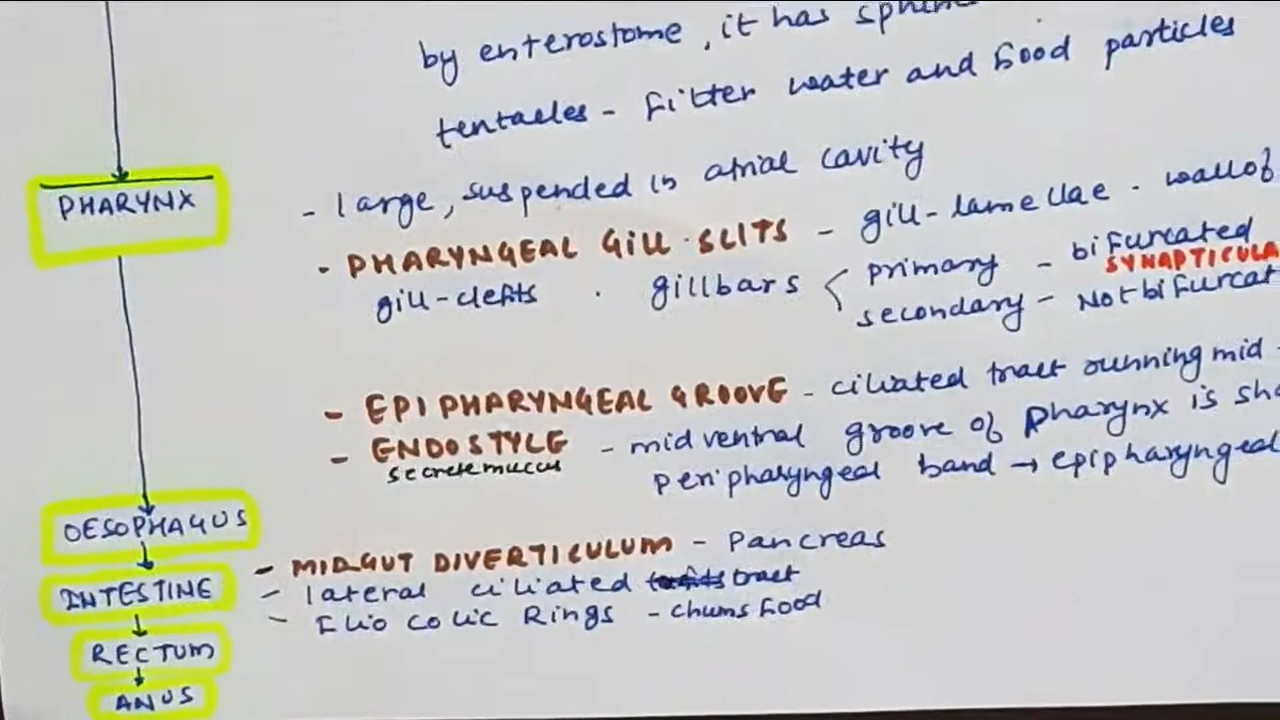 by enterostome, it has
tentacles - Filter water and food particles
PHARYNX
- large, suspended in atrial cavity
- PHARYNGEAL GILL SLITS - gill-lamellae. wall of
gill-clefts . gillbars < primary - bifurcated
SYNAPTICULA
secondary - Not bifurcat
- EPIPHARYNGEAL GROOVE - ciliated tract running mid-
- ENDOSTYLE - mid ventral groove of pharynx is sha
secrete mucus
peripharyngeal band → epipharyngeal
OESOPHAGUS
- MIDGUT DIVERTICULUM - Pancreas
INTESTINE
- lateral ciliated tract
- Ilio colic Rings - churns food
RECTUM
ANUS